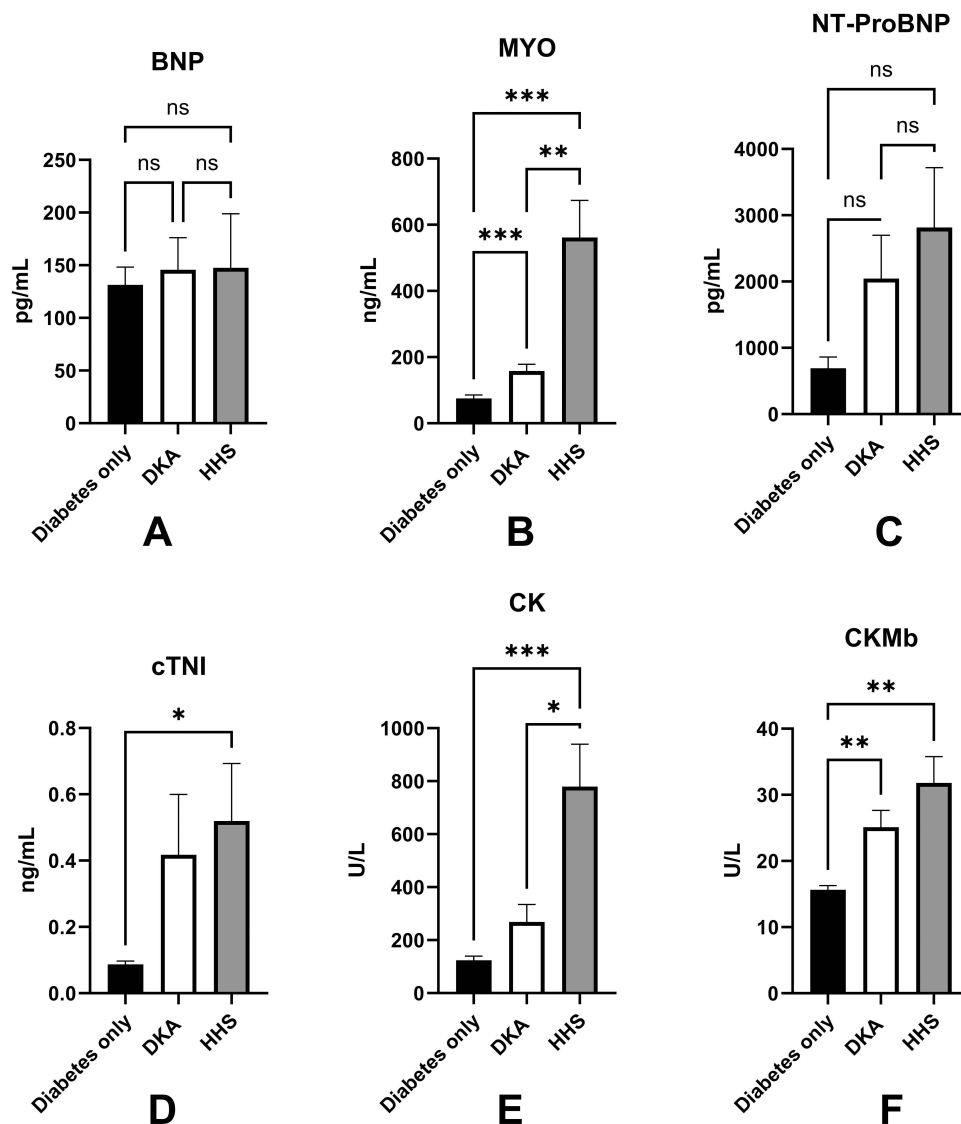 BNP
ns
ns
ns
250
200
150
100
50
0
pg/mL
Diabetes only
DKA
HHS
A
MYO
***
**
***
800
600
400
200
0
ng/mL
Diabetes only
DKA
HHS
B
NT-ProBNP
ns
ns
ns
4000
3000
2000
1000
0
pg/mL
Diabetes only
DKA
HHS
C
cTNI
*
0.8
0.6
0.4
0.2
0.0
ng/mL
Diabetes only
DKA
HHS
D
CK
***
*
1000
800
600
400
200
0
U/L
Diabetes only
DKA
HHS
E
CKMb
**
**
40
30
20
10
0
U/L
Diabetes only
DKA
HHS
F